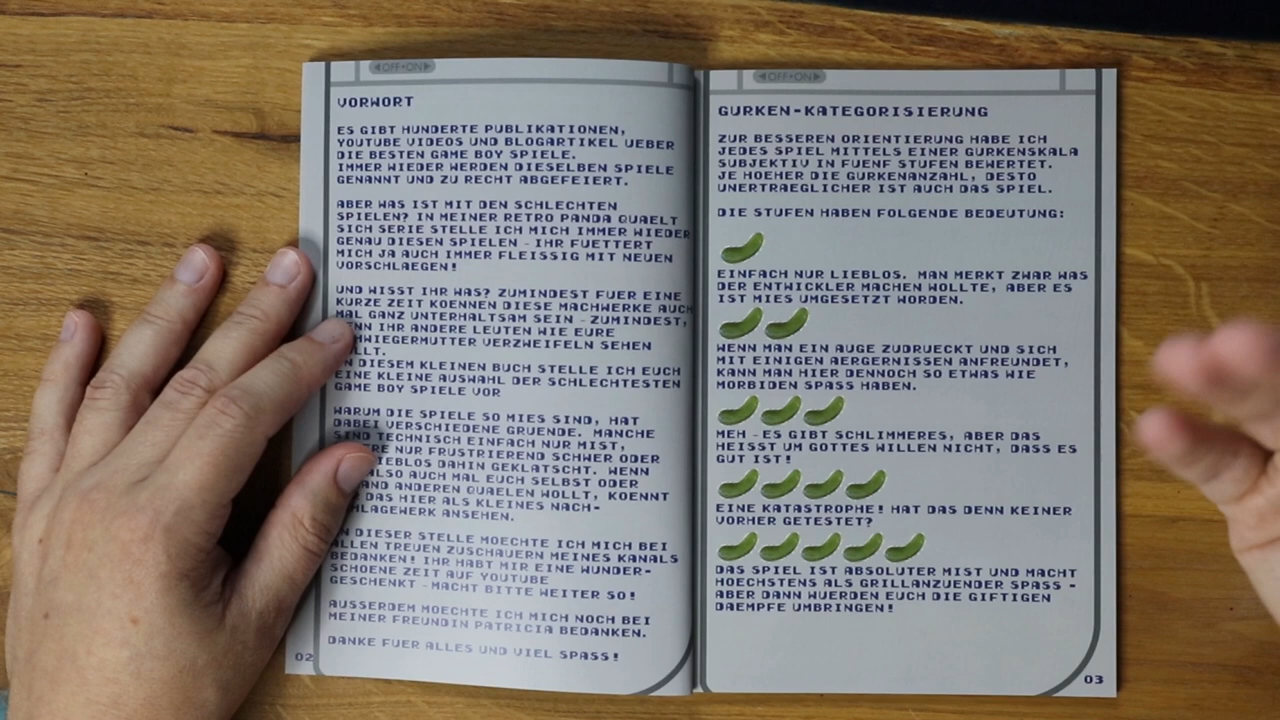 ◄OFF•ON►
VORWORT
ES GIBT HUNDERTE PUBLIKATIONEN,
YOUTUBE VIDEOS UND BLOGARTIKEL UEBER
DIE BESTEN GAME BOY SPIELE.
IMMER WIEDER WERDEN DIESELBEN SPIELE
GENANNT UND ZU RECHT ABGEFEIERT.
ABER WAS IST MIT DEN SCHLECHTEN
SPIELEN? IN MEINER RETRO PANDA QUAELT
SICH SERIE STELLE ICH MICH IMMER WIEDER
GENAU DIESEN SPIELEN - IHR FUETTERT
MICH JA AUCH IMMER FLEISSIG MIT NEUEN
VORSCHLAEGEN!
UND WISST IHR WAS? ZUMINDEST FUER EINE
KURZE ZEIT KOENNEN DIESE MACHWERKE AUCH
MAL GANZ UNTERHALTSAM SEIN - ZUMINDEST,
IHR ANDERE LEUTEN WIE EURE
VERZWEIFELN SEHEN
DIESEM KLEINEN BUCH STELLE ICH EUCH
EINE KLEINE AUSWAHL DER SCHLECHTESTEN
GAME BOY SPIELE VOR
WARUM DIE SPIELE SO MIES SIND, HAT
DABEI VERSCHIEDENE GRUENDE. MANCHE
SIND TECHNISCH EINFACH NUR MIST,
NUR FRUSTRIEREND SCHWER ODER
LIEBLOS DAHIN GEKLATSCHT. WENN
ALSO AUCH MAL EUCH SELBST ODER
ANDEREN QUAELEN WOLLT, KOENNT
DAS HIER ALS KLEINES NACH-
ANSEHEN.
AN DIESER STELLE MOECHTE ICH MICH BEI
ALLEN TREUEN ZUSCHAUERN MEINES KANALS
BEDANKEN! IHR HABT MIR EINE WUNDER-
SCHOENE ZEIT AUF YOUTUBE
GESCHENKT - MACHT BITTE WEITER SO!
AUSSERDEM MOECHTE ICH MICH NOCH BEI
MEINER FREUNDIN PATRICIA BEDANKEN.
DANKE FUER ALLES UND VIEL SPASS!
02
◄OFF•ON►
GURKEN-KATEGORISIERUNG
ZUR BESSEREN ORIENTIERUNG HABE ICH
JEDES SPIEL MITTELS EINER GURKENSKALA
SUBJEKTIV IN FUENF STUFEN BEWERTET.
JE HOEHER DIE GURKENANZAHL, DESTO
UNERTRAEGLICHER IST AUCH DAS SPIEL.
DIE STUFEN HABEN FOLGENDE BEDEUTUNG:
EINFACH NUR LIEBLOS. MAN MERKT ZWAR WAS
DER ENTWICKLER MACHEN WOLLTE, ABER ES
IST MIES UMGESETZT WORDEN.
WENN MAN EIN AUGE ZUDRUECKT UND SICH
MIT EINIGEN AERGERNISSEN ANFREUNDET,
KANN MAN HIER DENNOCH SO ETWAS WIE
MORBIDEN SPASS HABEN.
MEH - ES GIBT SCHLIMMERES, ABER DAS
HEISST UM GOTTES WILLEN NICHT, DASS ES
GUT IST!
EINE KATASTROPHE! HAT DAS DENN KEINER
VORHER GETESTET?
DAS SPIEL IST ABSOLUTER MIST UND MACHT
HOECHSTENS ALS GRILLANZUENDER SPASS -
ABER DANN WUERDEN EUCH DIE GIFTIGEN
DAEMPFE UMBRINGEN!
03